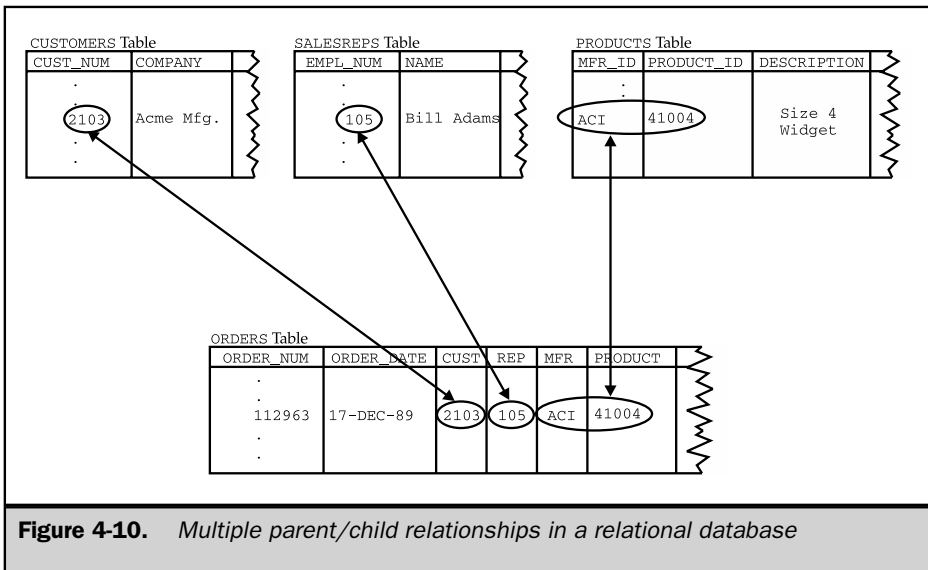 CUSTOMERS Table
CUST_NUM COMPANY
2103 Acme Mfg.
SALESREPS Table
EMPL_NUM NAME
105 Bill Adams
PRODUCTS Table
MFR_ID PRODUCT_ID DESCRIPTION
ACI 41004 Size 4
Widget
ORDERS Table
ORDER_NUM ORDER_DATE CUST REP MFR PRODUCT
112963 17-DEC-89 2103 105 ACI 41004
Figure 4-10. Multiple parent/child relationships in a relational database